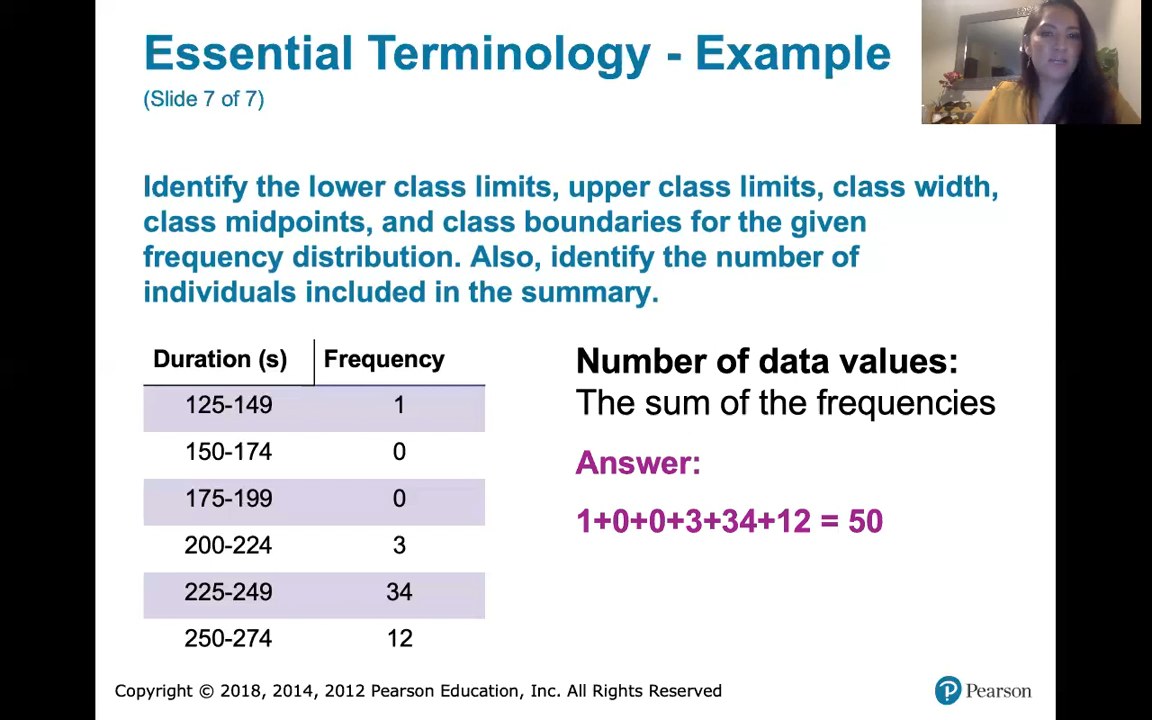 Essential Terminology - Example
(Slide 7 of 7)
Identify the lower class limits, upper class limits, class width,
class midpoints, and class boundaries for the given
frequency distribution. Also, identify the number of
individuals included in the summary.
Duration (s) Frequency
125-149 1
150-174 0
175-199 0
200-224 3
225-249 34
250-274 12
Number of data values:
The sum of the frequencies
Answer:
1+0+0+3+34+12 = 50
Copyright © 2018, 2014, 2012 Pearson Education, Inc. All Rights Reserved
Pearson